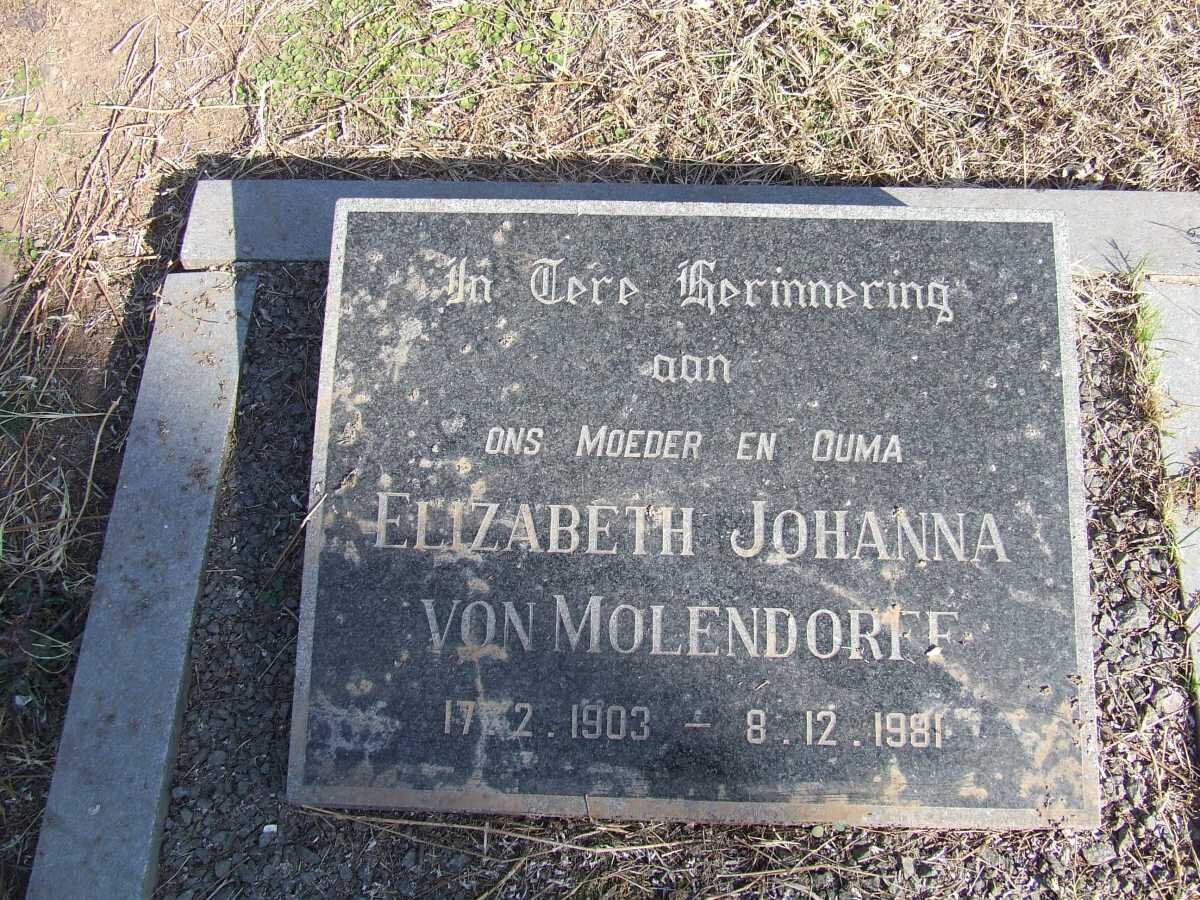 In Tere Herinnering
aan
ONS MOEDER EN OUMA
ELIZABETH JOHANNA
VON MOLENDORFF
17.2.1903 – 8.12.1981